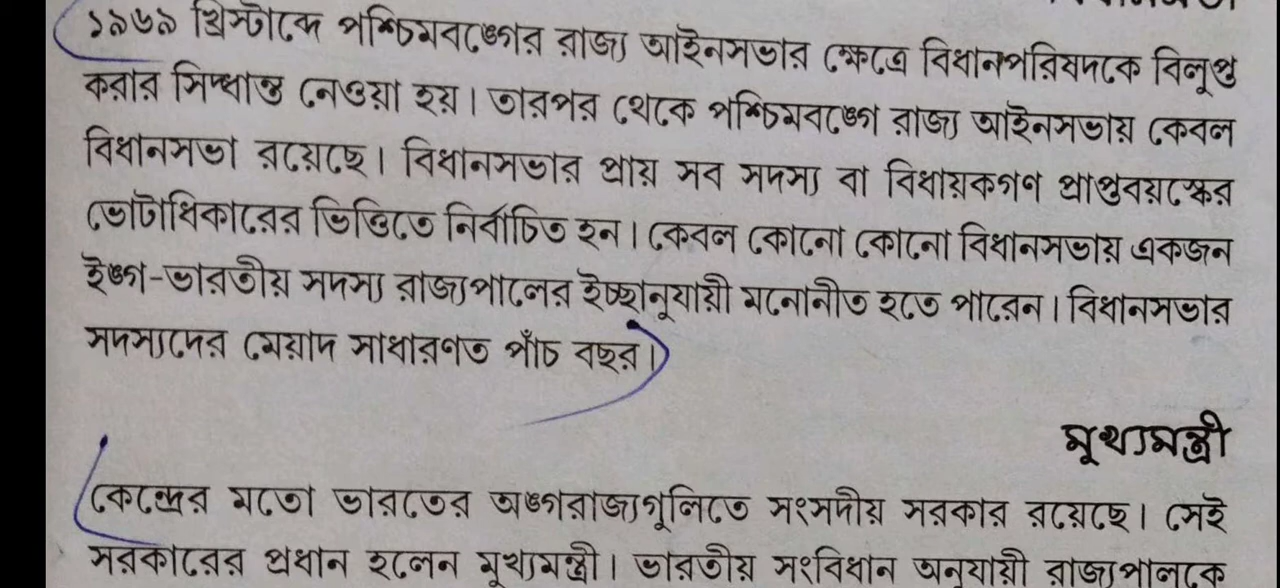 ১৯৬৯ খ্রিস্টাব্দে পশ্চিমবঙ্গের রাজ্য আইনসভার ক্ষেত্রে বিধানপরিষদকে বিলুপ্ত
করার সিদ্ধান্ত নেওয়া হয়। তারপর থেকে পশ্চিমবঙ্গে রাজ্য আইনসভায় কেবল
বিধানসভা রয়েছে। বিধানসভার প্রায় সব সদস্য বা বিধায়কগণ প্রাপ্তবয়স্কের
ভোটাধিকারের ভিত্তিতে নির্বাচিত হন। কেবল কোনো কোনো বিধানসভায় একজন
ইঙ্গ-ভারতীয় সদস্য রাজ্যপালের ইচ্ছানুযায়ী মনোনীত হতে পারেন। বিধানসভার
সদস্যদের মেয়াদ সাধারণত পাঁচ বছর।
মুখ্যমন্ত্রী
কেন্দ্রের মতো ভারতের অঙ্গরাজ্যগুলিতে সংসদীয় সরকার রয়েছে। সেই
সরকারের প্রধান হলেন মুখ্যমন্ত্রী। ভারতীয় সংবিধান অনুযায়ী রাজ্যপালকে